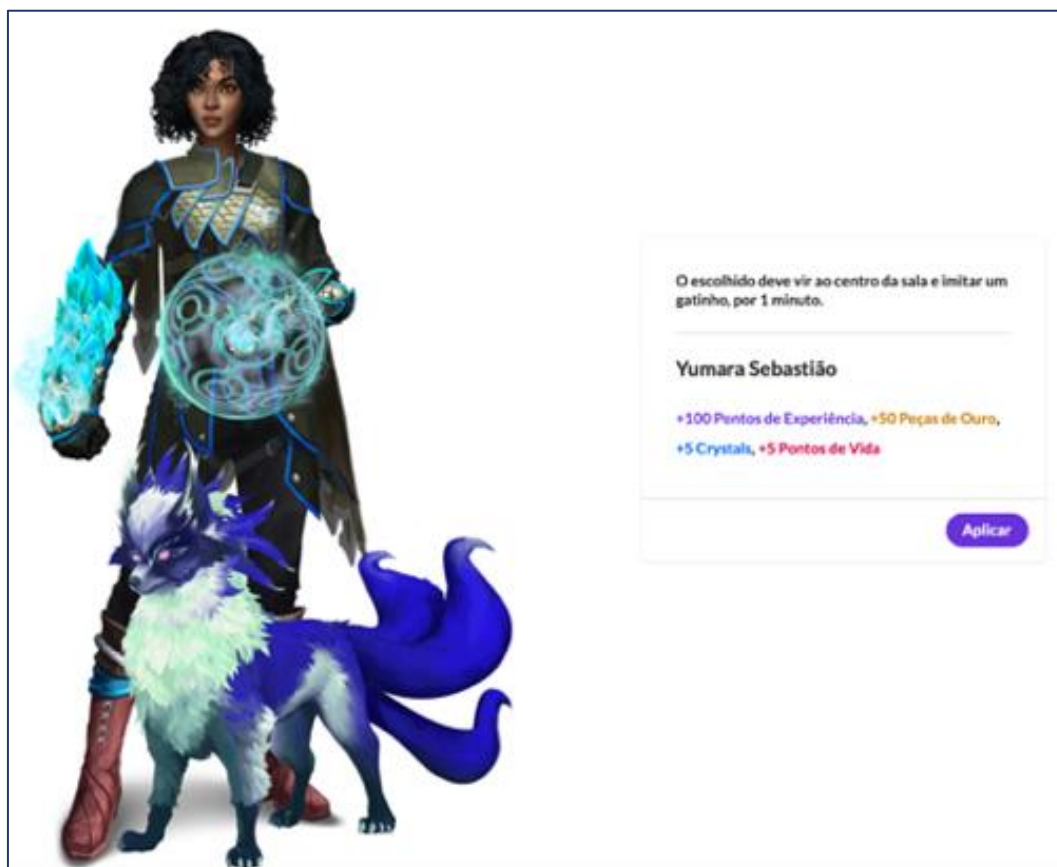 O escolhido deve vir ao centro da sala e imitar um
gatinho, por 1 minuto.
Yumara Sebastião
+100 Pontos de Experiência, +50 Peças de Ouro,
+5 Crystals, +5 Pontos de Vida
Aplicar